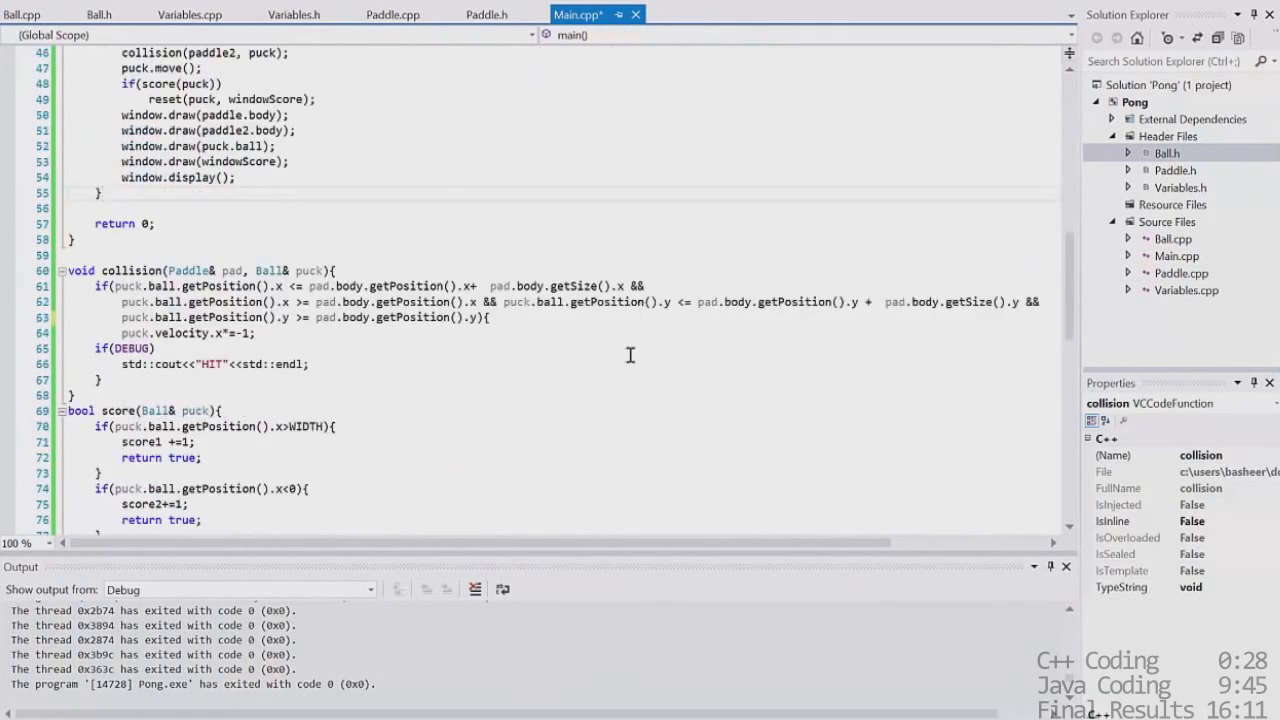 Ball.cpp Ball.h Variables.cpp Variables.h Paddle.cpp Paddle.h Main.cpp*
(Global Scope) main()
46 collision(paddle2, puck);
47 puck.move();
48 if(score(puck))
49 reset(puck, windowScore);
50 window.draw(paddle.body);
51 window.draw(paddle2.body);
52 window.draw(puck.ball);
53 window.draw(windowScore);
54 window.display();
55 }
56
57 return 0;
58 }
59
60 void collision(Paddle& pad, Ball& puck){
61 if(puck.ball.getPosition().x <= pad.body.getPosition().x+ pad.body.getSize().x &&
62 puck.ball.getPosition().x >= pad.body.getPosition().x && puck.ball.getPosition().y <= pad.body.getPosition().y + pad.body.getSize().y &&
63 puck.ball.getPosition().y >= pad.body.getPosition().y){
64 puck.velocity.x*=-1;
65 if(DEBUG)
66 std::cout<<"HIT"<<std::endl;
67 }
68 }
69 bool score(Ball& puck){
70 if(puck.ball.getPosition().x>WIDTH){
71 score1 +=1;
72 return true;
73 }
74 if(puck.ball.getPosition().x<0){
75 score2+=1;
76 return true;
100 %
Output
Show output from: Debug
The thread 0x2b74 has exited with code 0 (0x0).
The thread 0x3894 has exited with code 0 (0x0).
The thread 0x2874 has exited with code 0 (0x0).
The thread 0x3b9c has exited with code 0 (0x0).
The thread 0x363c has exited with code 0 (0x0).
The program '[14728] Pong.exe' has exited with code 0 (0x0).
Solution Explorer
Search Solution Explorer (Ctrl+;)
Solution 'Pong' (1 project)
Pong
External Dependencies
Header Files
Ball.h
Paddle.h
Variables.h
Resource Files
Source Files
Ball.cpp
Main.cpp
Paddle.cpp
Variables.cpp
Properties
collision VCCodeFunction
C++
(Name) collision
File c:\users\basheer\do
FullName collision
IsInjected False
IsInline False
IsOverloaded False
IsSealed False
IsTemplate False
TypeString void
C++ Coding 0:28
Java Coding 9:45
Final Results 16:11
C++